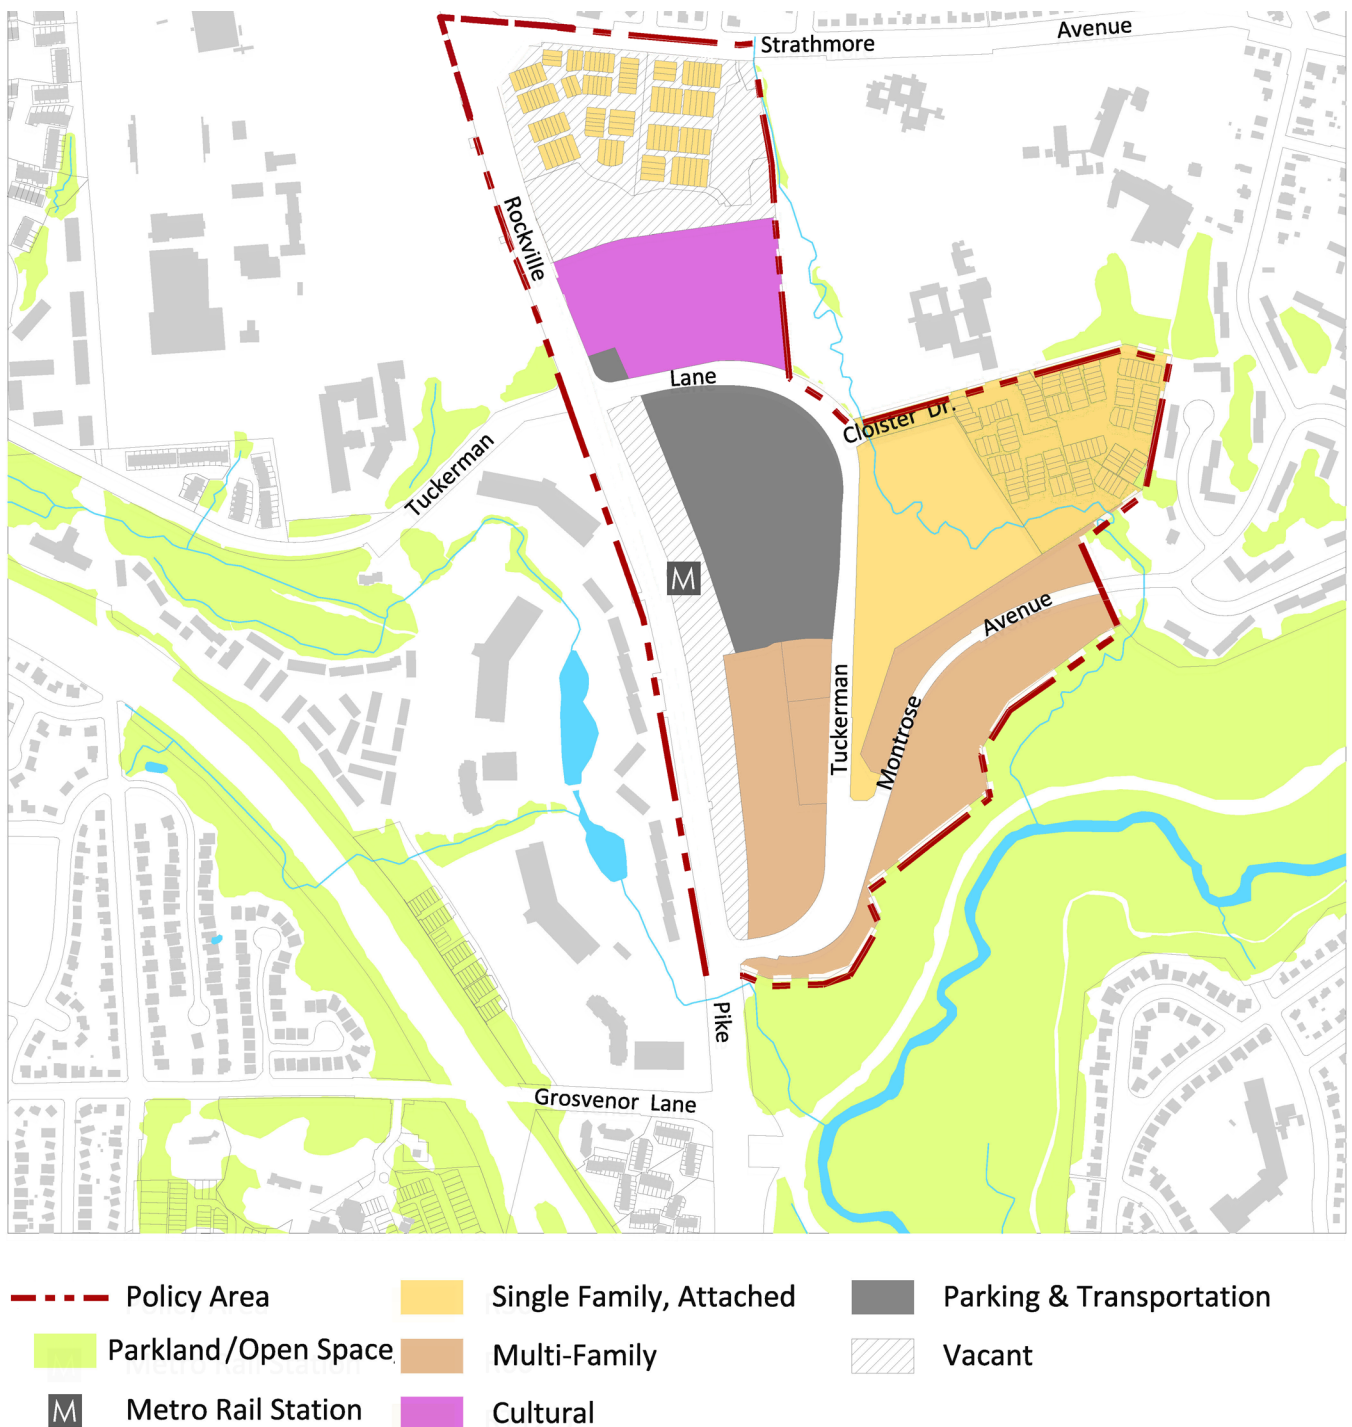 Strathmore
Avenue
Rockville
Lane
Cloister Dr.
Tuckerman
M
Avenue
Tuckerman
Montrose
Pike
Grosvenor Lane
Policy Area
Single Family, Attached
Parking & Transportation
Parkland/Open Space
Multi-Family
Vacant
M
Metro Rail Station
Cultural